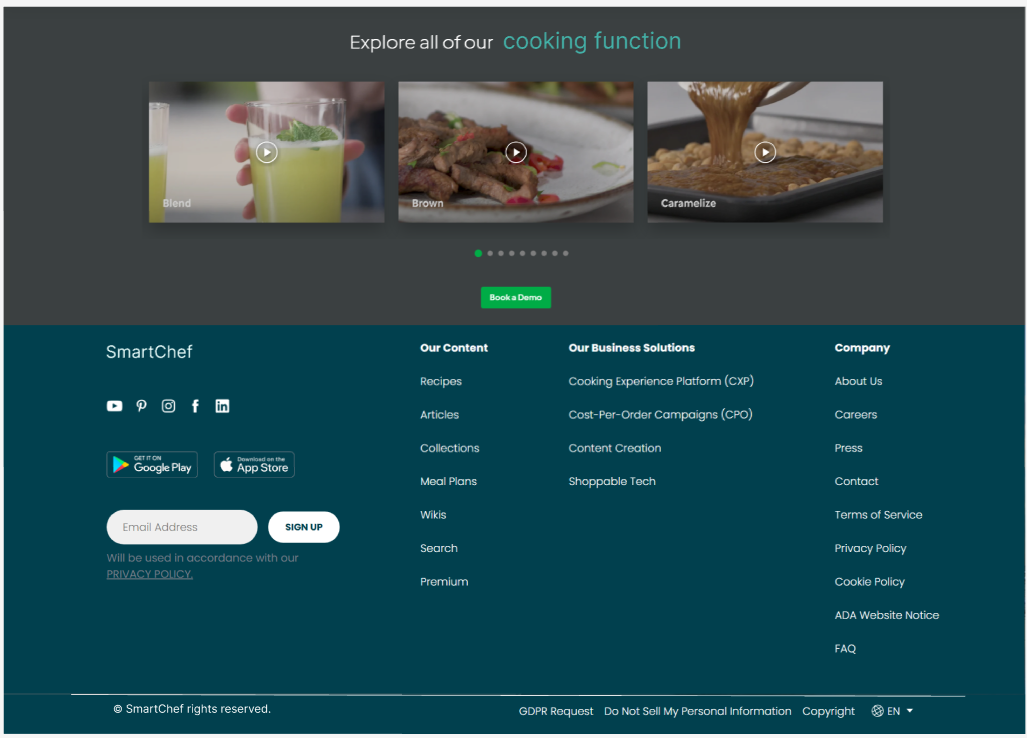 Explore all of our cooking function
Blend
Brown
Caramelize
Book a Demo
SmartChef
GET IT ON
Google Play
Download on the
App Store
Email Address
SIGN UP
Will be used in accordance with our
PRIVACY POLICY.
Our Content
Recipes
Articles
Collections
Meal Plans
Wikis
Search
Premium
Our Business Solutions
Cooking Experience Platform (CXP)
Cost-Per-Order Campaigns (CPO)
Content Creation
Shoppable Tech
Company
About Us
Careers
Press
Contact
Terms of Service
Privacy Policy
Cookie Policy
ADA Website Notice
FAQ
© SmartChef rights reserved.
GDPR Request Do Not Sell My Personal Information Copyright EN